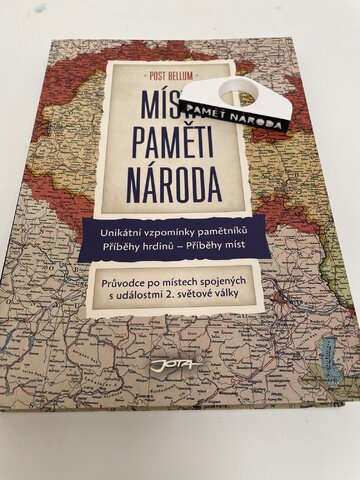 POST BELLUM
PAMĚTI
NÁRODA
PAMĚT NÁRODA
Unikátní vzpomínky pamětníků
Příběhy hrdinů – Příběhy míst
Průvodce po místech spojených
s událostmi 2. světové války
JOTA